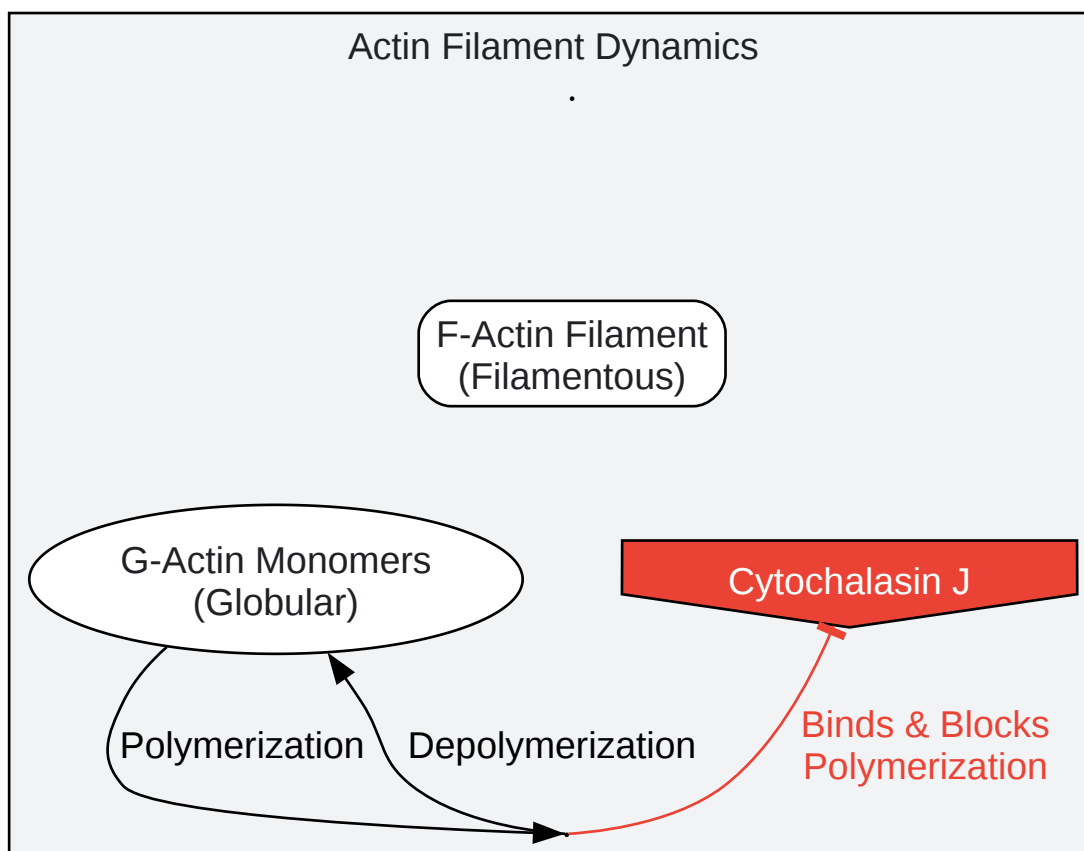 Actin Filament Dynamics
F-Actin Filament
(Filamentous)
G-Actin Monomers
(Globular)
Cytochalasin J
Polymerization
Depolymerization
Binds & Blocks
Polymerization